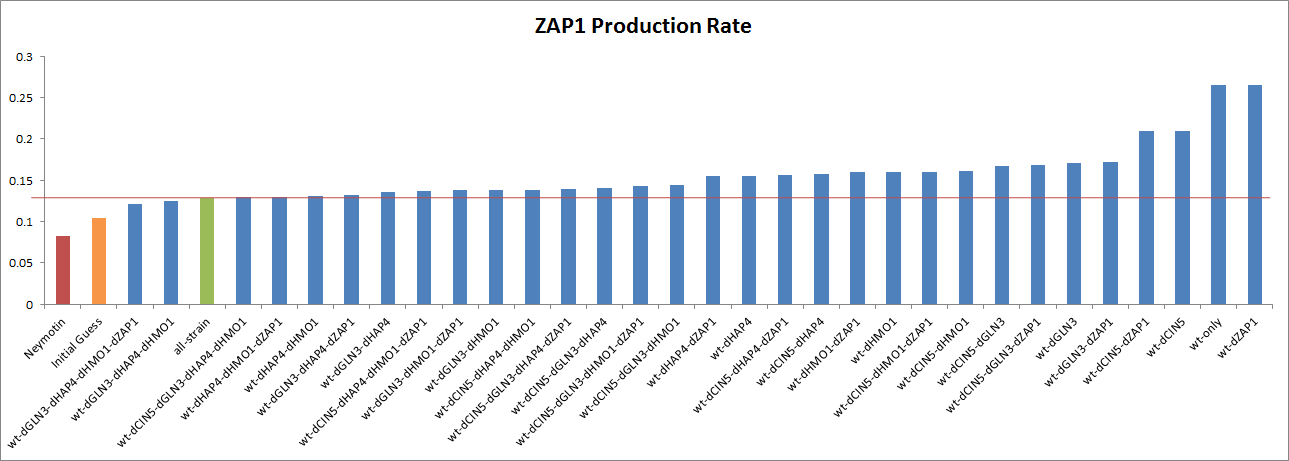 ZAP1 Production Rate
0.3
0.25
0.2
0.15
0.1
0.05
0
Neymotin
Initial Guess
wt-dGLN3-dHAP4-dHMO1-dZAP1
wt-dGLN3-dHAP4-dHMO1
all-strain
wt-dCIN5-dGLN3-dHAP4-dHMO1
wt-dHAP4-dHMO1-dZAP1
wt-dHAP4-dHMO1
wt-dGLN3-dHAP4-dZAP1
wt-dGLN3-dHAP4
wt-dCIN5-dHAP4-dHMO1-dZAP1
wt-dGLN3-dHMO1-dZAP1
wt-dGLN3-dHMO1
wt-dCIN5-dHAP4-dHMO1
wt-dCIN5-dGLN3-dHAP4-dZAP1
wt-dCIN5-dGLN3-dHAP4
wt-dCIN5-dGLN3-dHMO1-dZAP1
wt-dCIN5-dGLN3-dHMO1
wt-dHAP4-dZAP1
wt-dHAP4
wt-dCIN5-dHAP4-dZAP1
wt-dCIN5-dHAP4
wt-dHMO1-dZAP1
wt-dHMO1
wt-dCIN5-dHMO1-dZAP1
wt-dCIN5-dHMO1
wt-dCIN5-dGLN3
wt-dCIN5-dGLN3-dZAP1
wt-dGLN3
wt-dGLN3-dZAP1
wt-dCIN5-dZAP1
wt-dCIN5
wt-only
wt-dZAP1